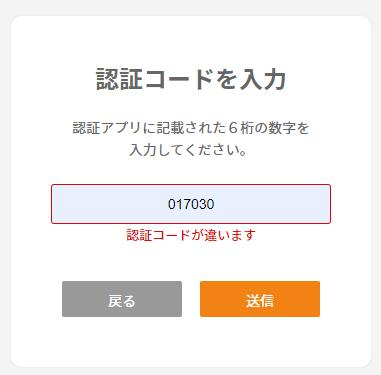 認証コードを入力
認証アプリに記載された６桁の数字を
入力してください。
017030
認証コードが違います
戻る
送信